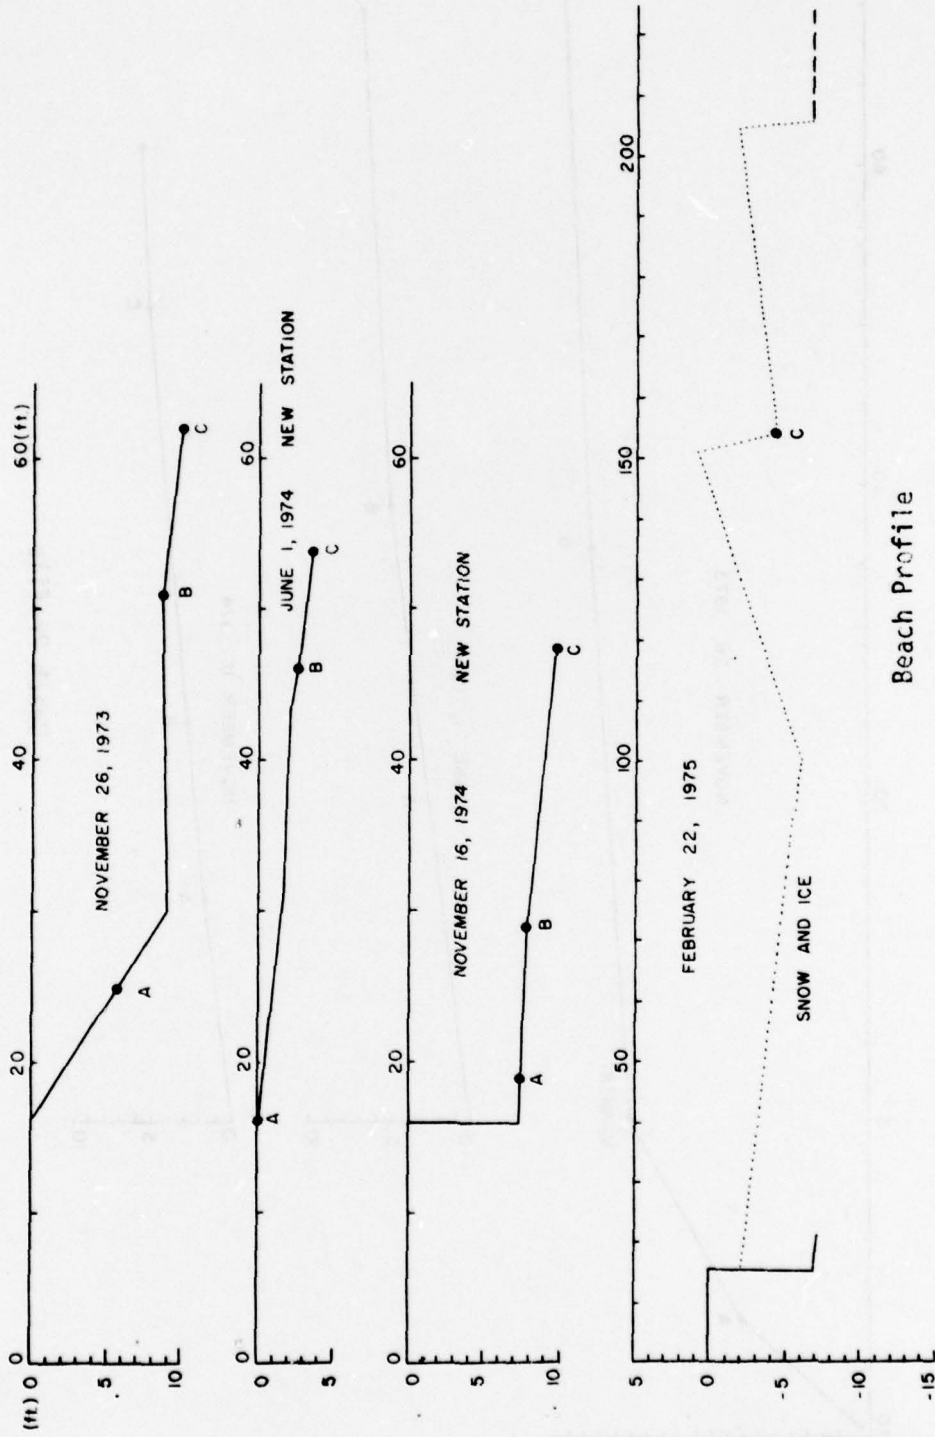 (ft) 0
5
10
0
20
40
60(ft)
NOVEMBER 26, 1973
A
B
C
0
5
0
20
40
60
JUNE 1, 1974 NEW STATION
A
B
C
0
5
10
0
20
40
60
NOVEMBER 16, 1974 NEW STATION
A
B
C
5
0
-5
-10
-15
50
100
150
200
FEBRUARY 22, 1975
SNOW AND ICE
C
Beach Profile